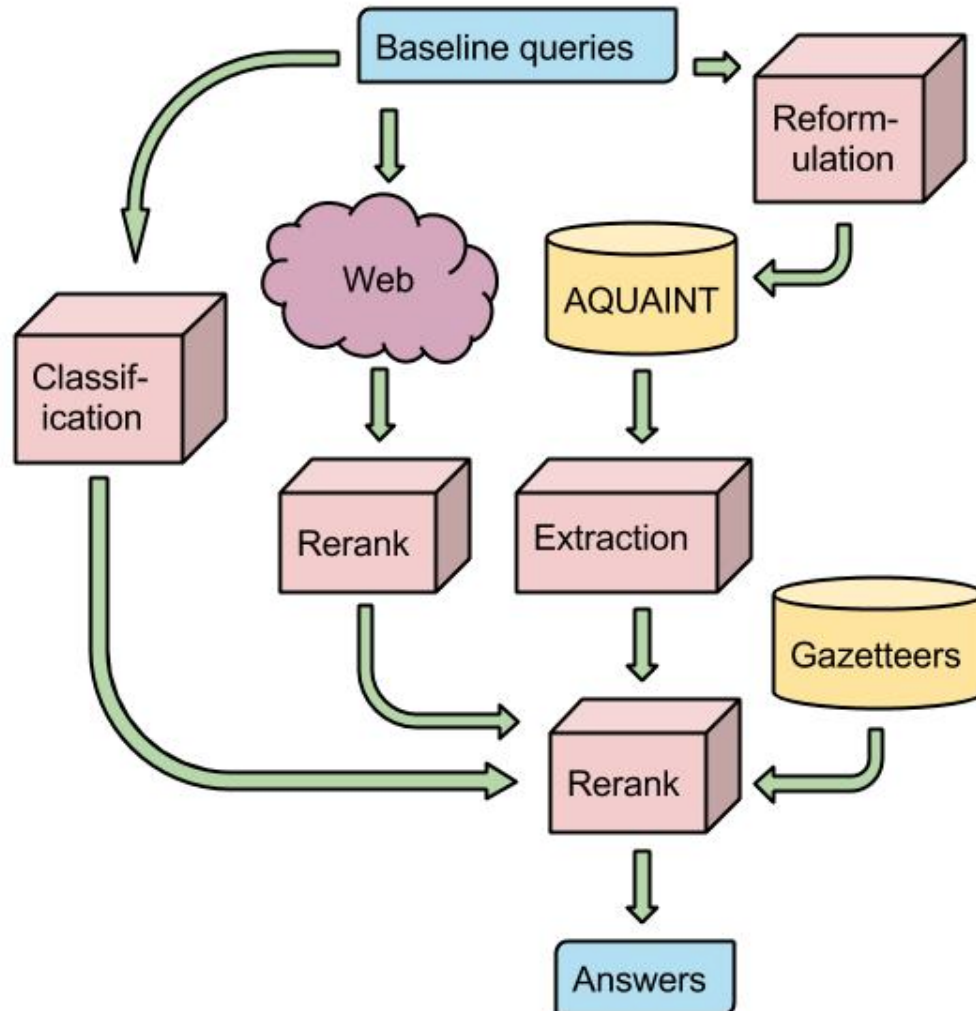 Baseline queries
Reform-
ulation
Web
AQUAINT
Classif-
ication
Rerank
Extraction
Gazetteers
Rerank
Answers